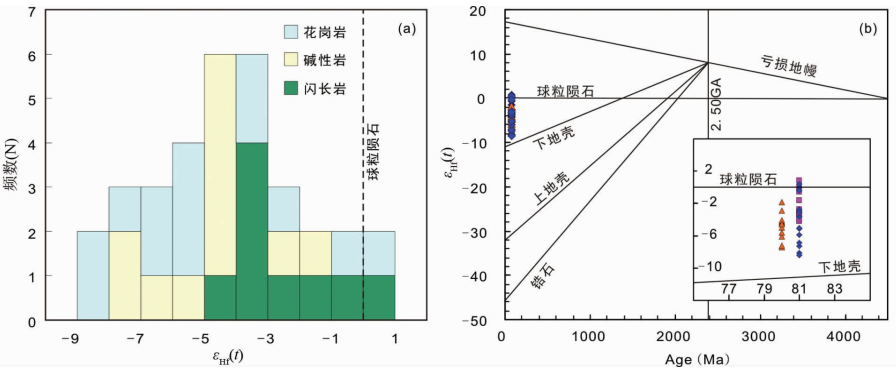 (a)
花岗岩
碱性岩
闪长岩
球粒陨石
频数(N)
7
6
5
4
3
2
1
0
-9 -7 -5 -3 -1 1
εHf(t)
(b)
亏损地幔
球粒陨石
2.50GA
下地壳
上地壳
锆石
εHf(t)
20
10
0
-10
-20
-30
-40
-50
0 1000 2000 3000 4000
Age (Ma)
球粒陨石
下地壳
2
-2
-6
-10
77 79 81 83